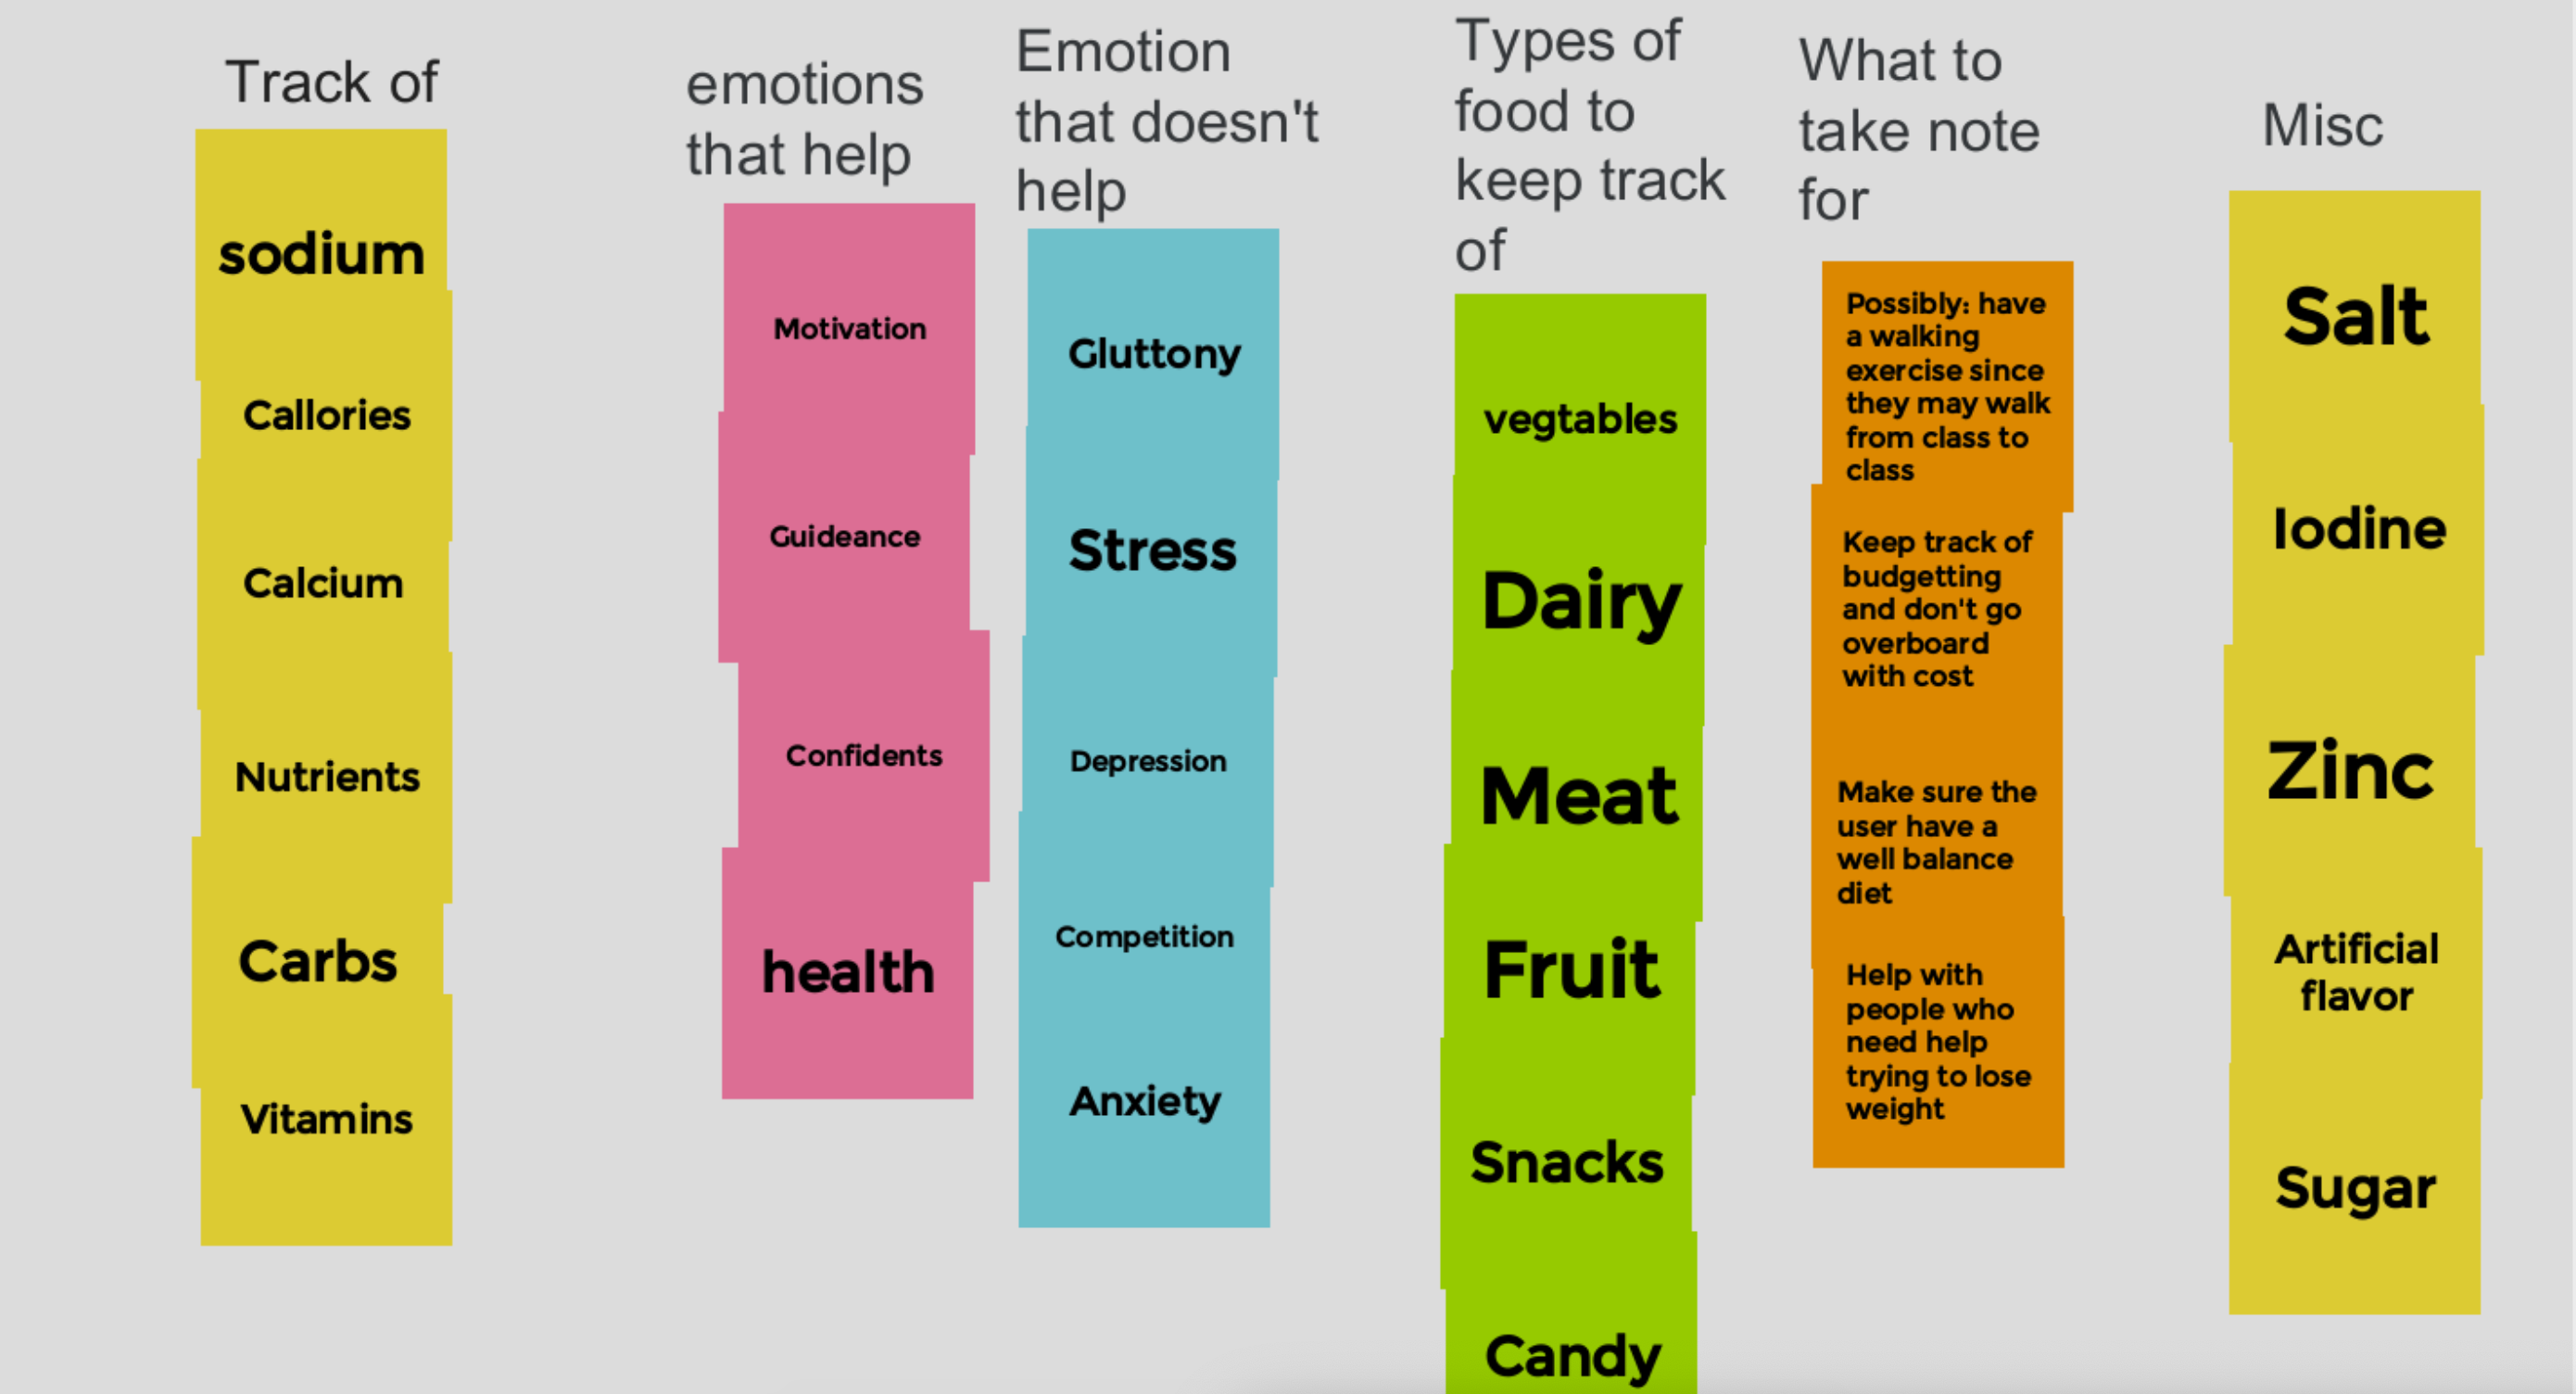 Track of
sodium
Callories
Calcium
Nutrients
Carbs
Vitamins
emotions
that help
Motivation
Guideance
Confidents
health
Emotion
that doesn't
help
Gluttony
Stress
Depression
Competition
Anxiety
Types of
food to
keep track
of
vegtables
Dairy
Meat
Fruit
Snacks
Candy
What to
take note
for
Possibly: have
a walking
exercise since
they may walk
from class to
class
Keep track of
budgetting
and don't go
overboard
with cost
Make sure the
user have a
well balance
diet
Help with
people who
need help
trying to lose
weight
Misc
Salt
Iodine
Zinc
Artificial
flavor
Sugar